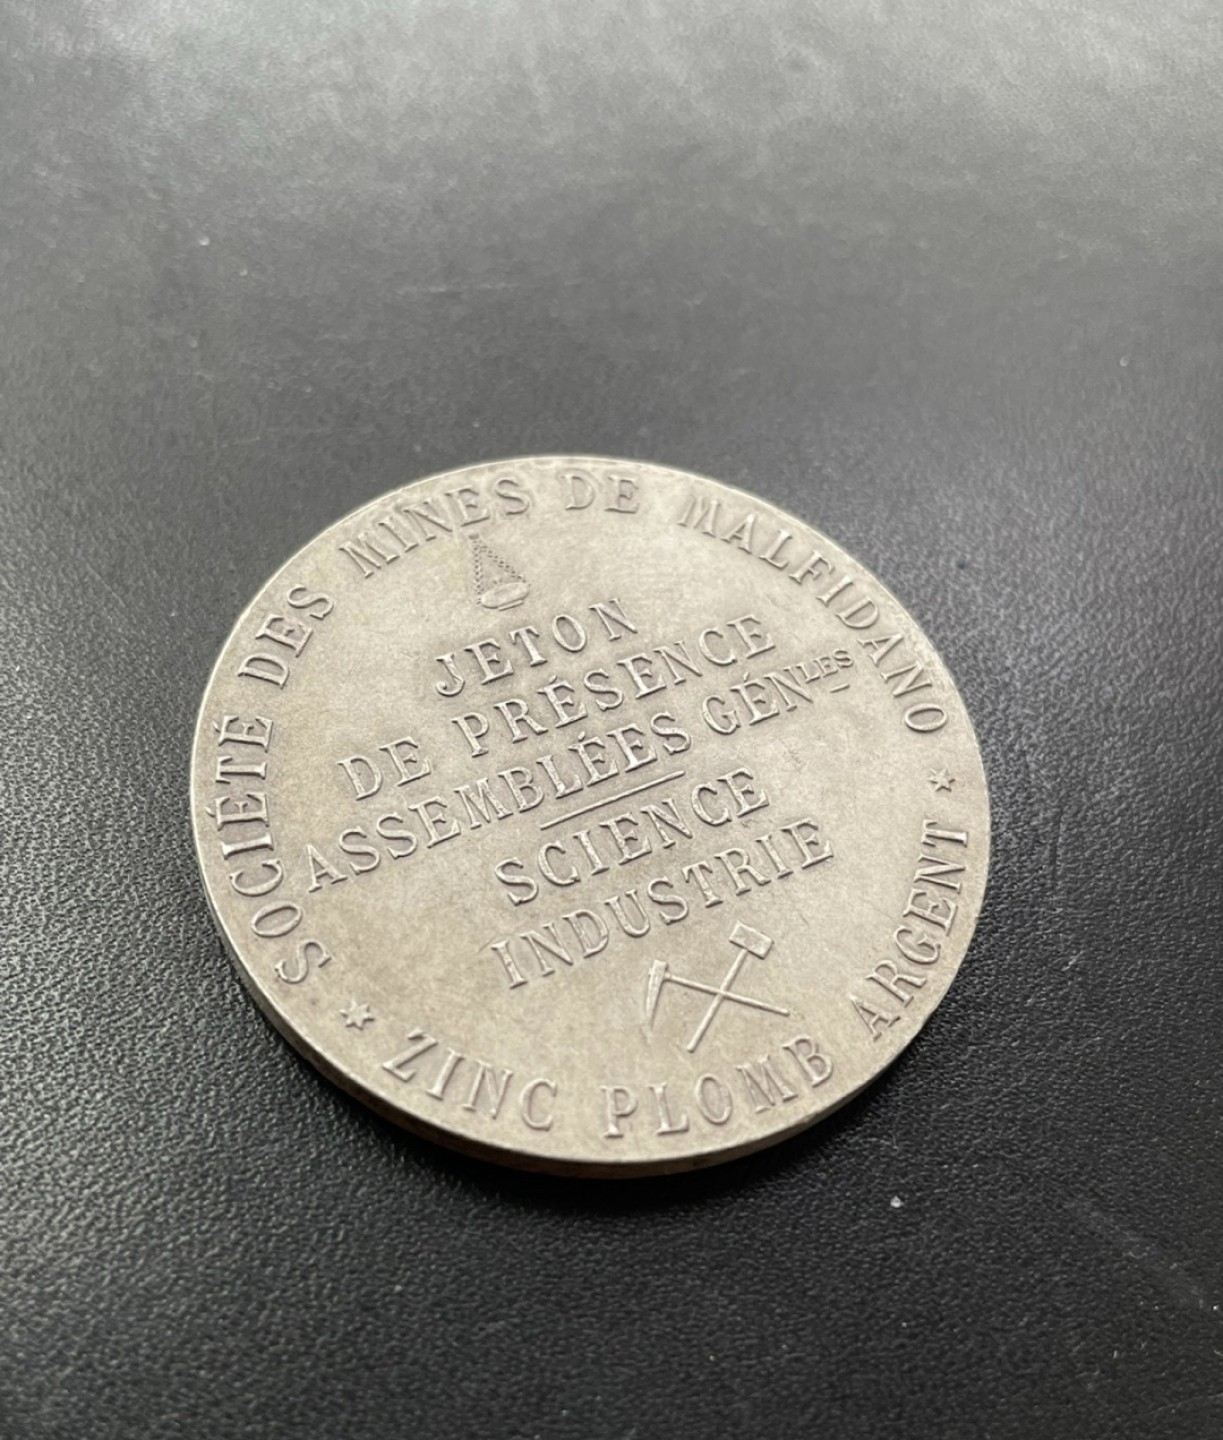 SOCIÉTÉ DES MINES DE MALFIDANO
JETON
DE PRÉSENCE
ASSEMBLÉES GÉNLES
SCIENCE
INDUSTRIE
ZINC PLOMB ARGENT